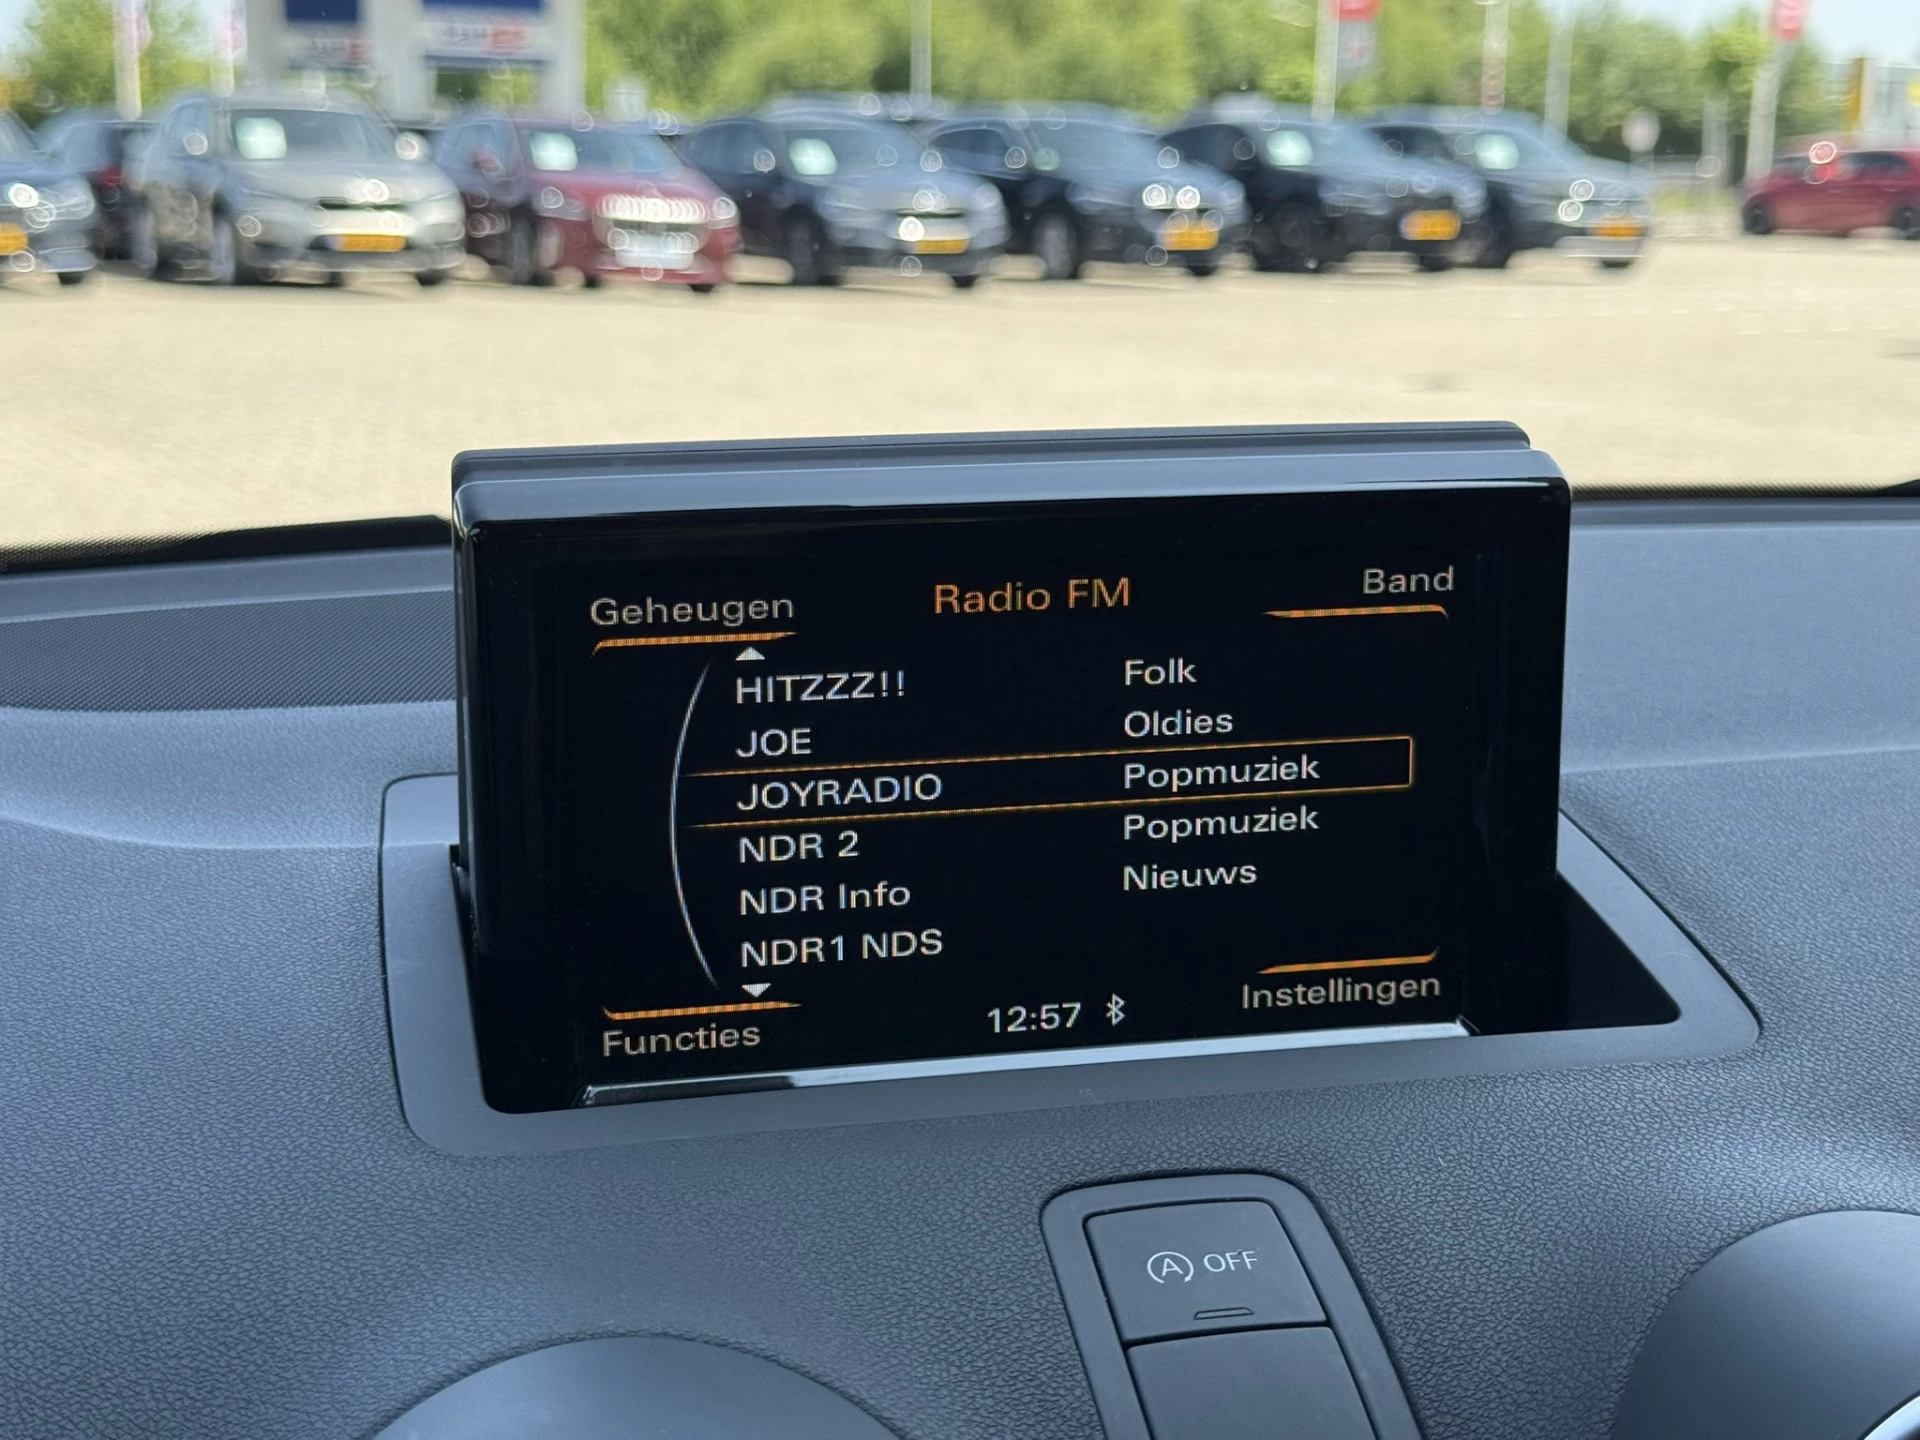 Geheugen Radio FM Band
HITZZZ!! Folk
JOE Oldies
JOYRADIO Popmuziek
NDR 2 Popmuziek
NDR Info Nieuws
NDR1 NDS
Functies 12:57 Instellingen
A OFF